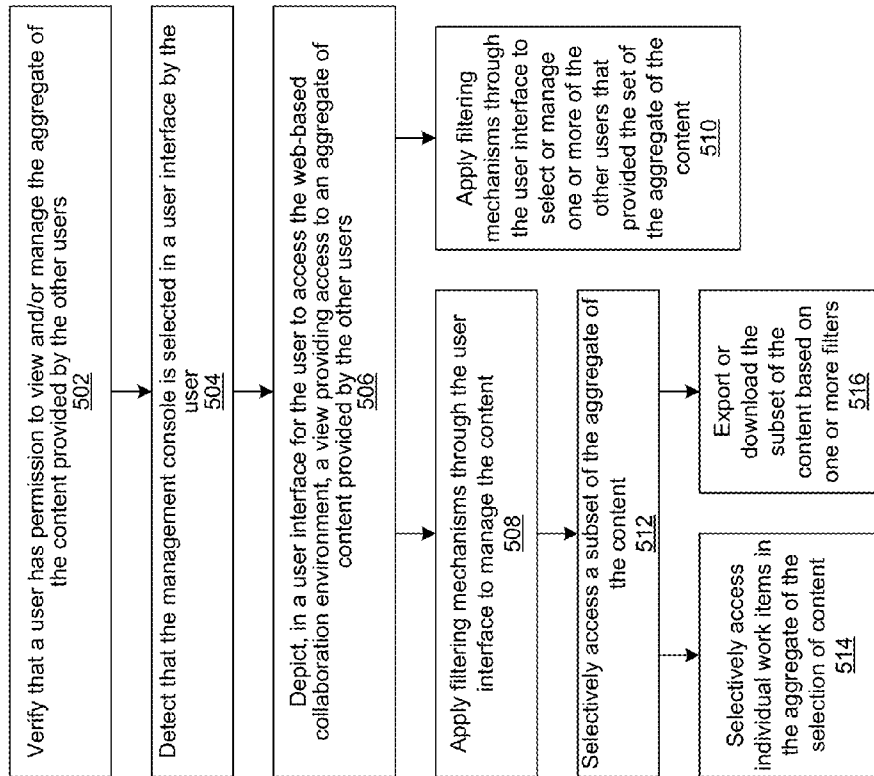 Verify that a user has permission to view and/or manage the aggregate of
the content provided by the other users
502
Detect that the management console is selected in a user interface by the
user
504
Depict, in a user interface for the user to access the web-based
collaboration environment, a view providing access to an aggregate of
content provided by the other users
506
Apply filtering mechanisms through the user
interface to manage the content
508
Apply filtering
mechanisms through
the user interface to
select or manage
one or more of the
other users that
provided the set of
the aggregate of the
content
510
Selectively access a subset of the aggregate of
the content
512
Selectively access
individual work items in
the aggregate of the
selection of content
514
Export or
download the
subset of the
content based on
one or more filters
516